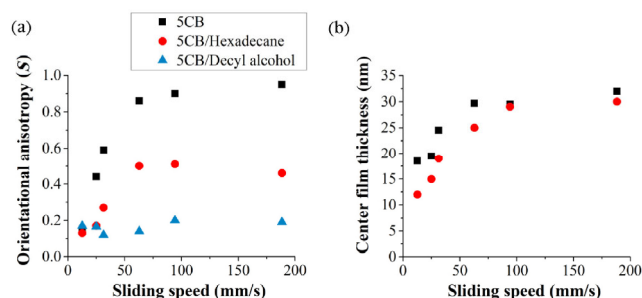 (a)
5CB
5CB/Hexadecane
5CB/Decyl alcohol
Orientational anisotropy (S)
1.0
0.8
0.6
0.4
0.2
0.0
0 50 100 150 200
Sliding speed (mm/s)
(b)
Center film thickness (nm)
35
30
25
20
15
10
5
0
0 50 100 150 200
Sliding speed (mm/s)